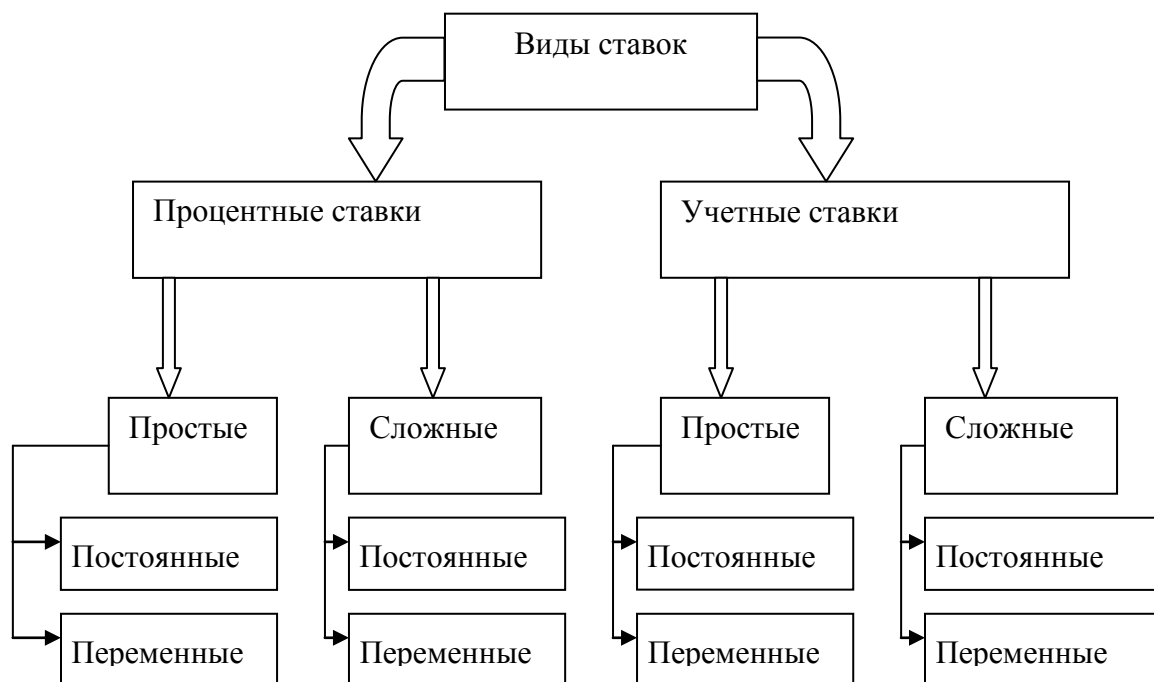 Виды ставок
Процентные ставки
Учетные ставки
Простые
Сложные
Простые
Сложные
Постоянные
Постоянные
Постоянные
Постоянные
Переменные
Переменные
Переменные
Переменные